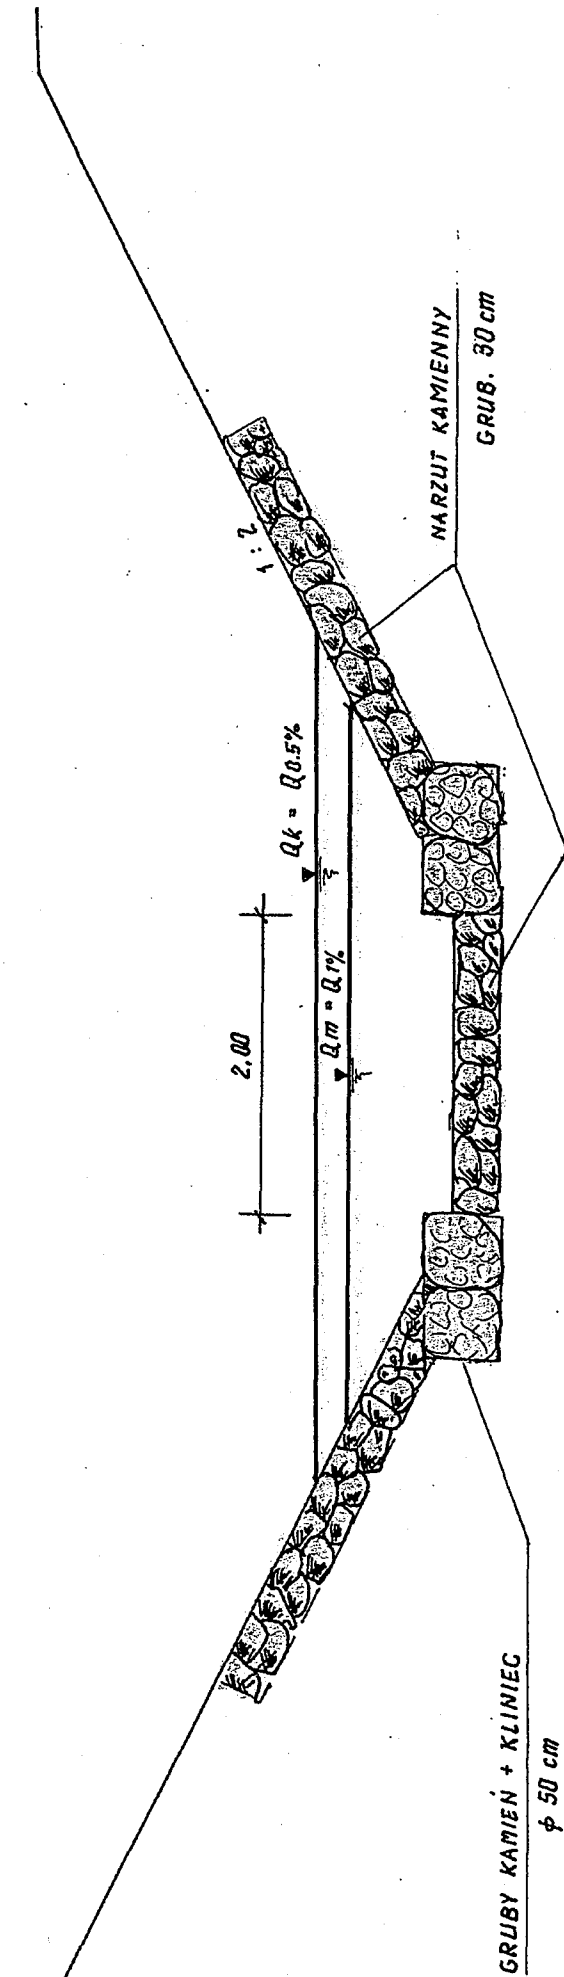 Qk = Q0.5%
2.00
Qm = Q1%
1 : 2
NARZUT KAMIENNY
GRUB. 30 cm
GRUBY KAMIEŃ + KLINIEC
ϕ 50 cm